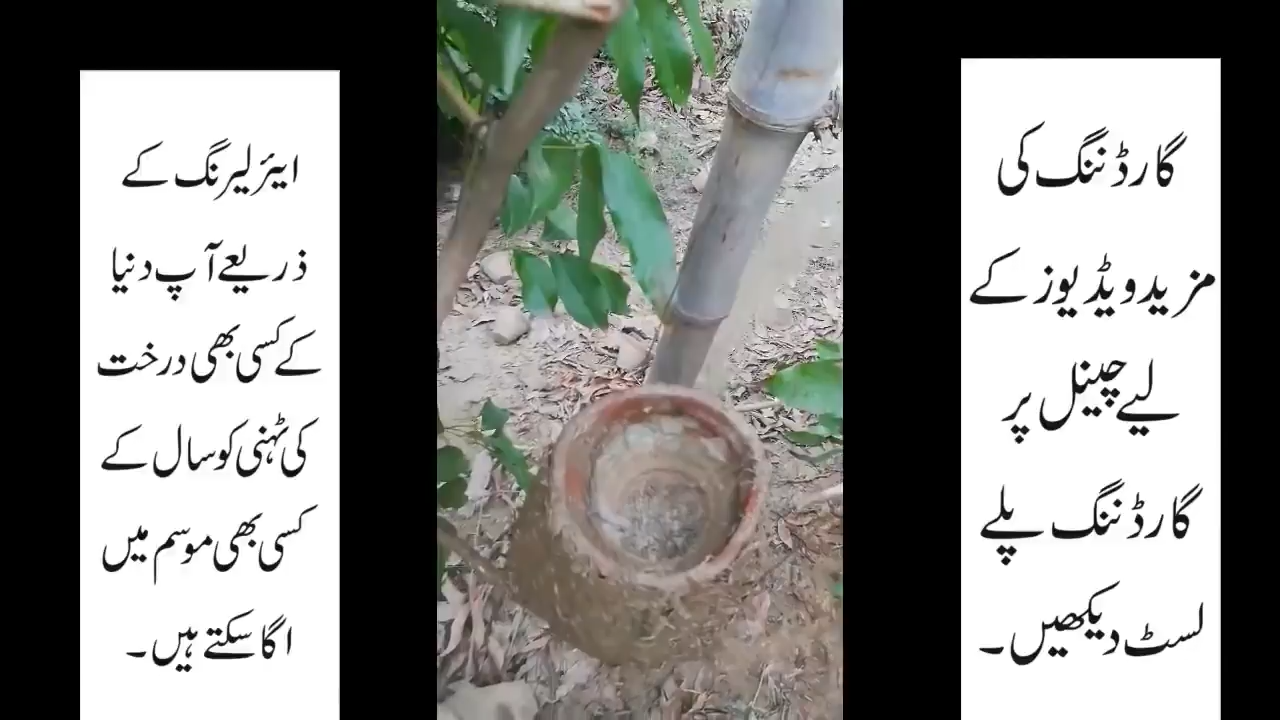 گارڈننگ کی
مزید ویڈیوز کے
لیے چینل پر
گارڈننگ پلے
لسٹ دیکھیں۔
ایئر لیرنگ کے
ذریعے آپ دنیا
کے کسی بھی درخت
کی ٹہنی کو سال کے
کسی بھی موسم میں
اگا سکتے ہیں۔